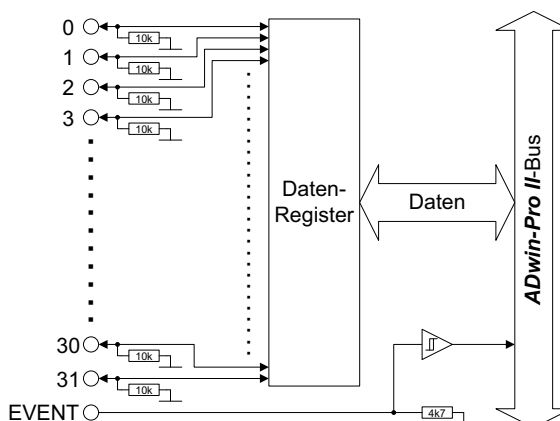 0
10k
1
10k
2
10k
3
10k
Daten-
Register
Daten
ADwin-Pro II-Bus
30
10k
31
10k
EVENT
4k7